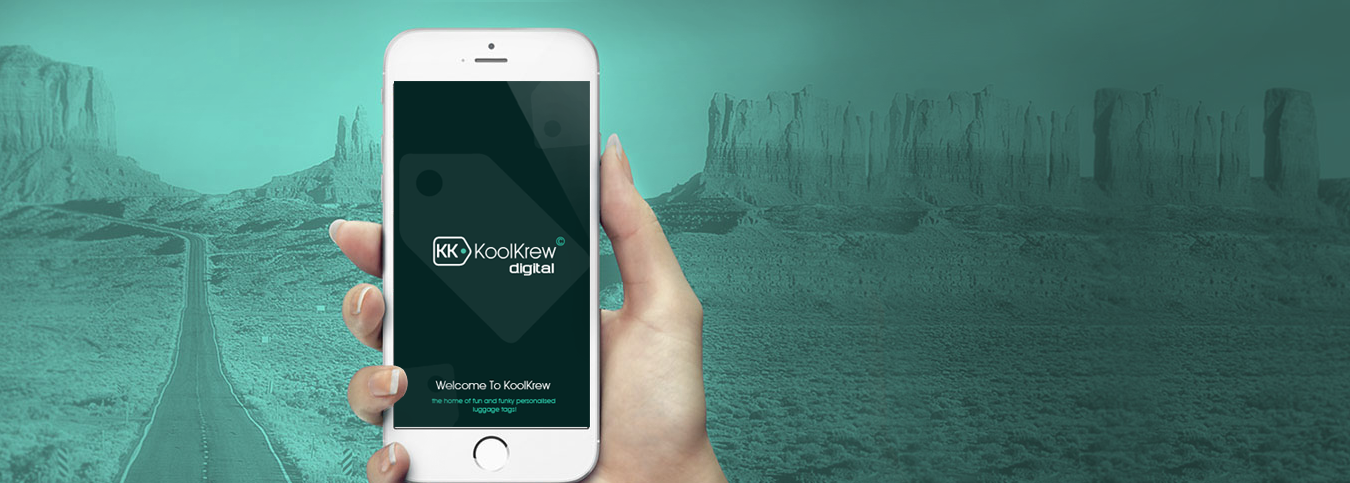 KK KoolKrew
digital
Welcome To KoolKrew
the home of fun and funky personalised
luggage tags!